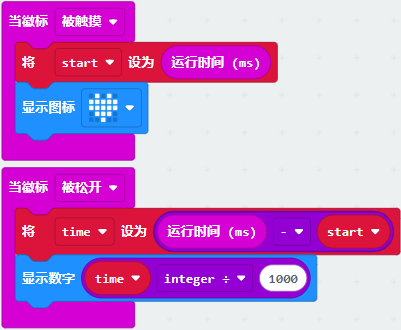 当徽标 被触摸
将 start 设为 运行时间 (ms)
显示图标
当徽标 被松开
将 time 设为 运行时间 (ms) - start
显示数字 time integer ÷ 1000